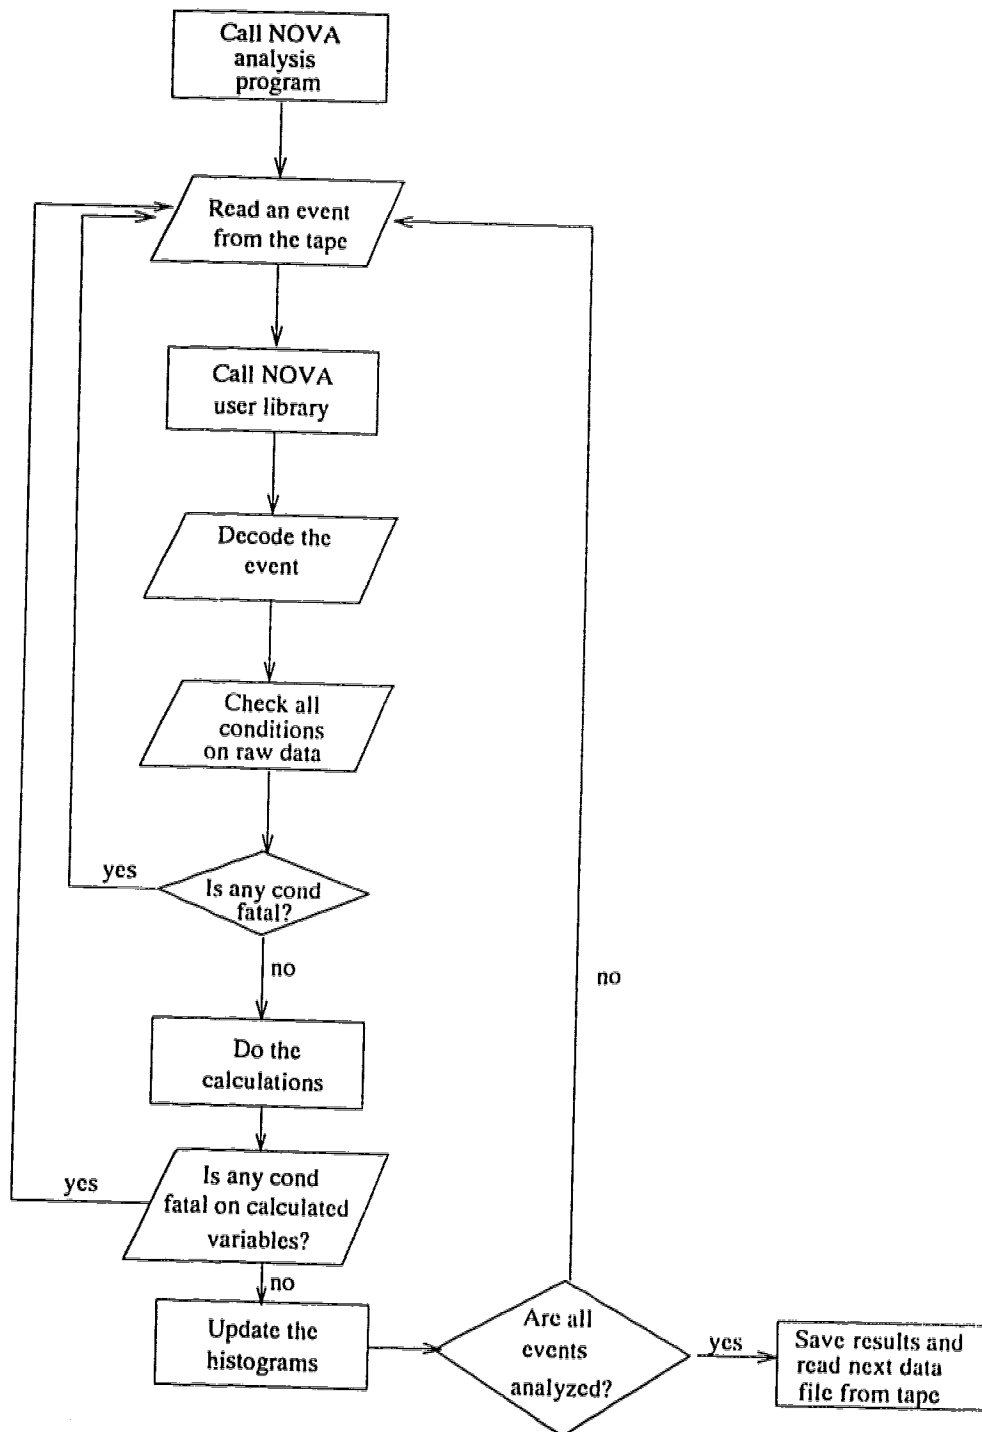 Call NOVA
analysis
program
Read an event
from the tape
Call NOVA
user library
Decode the
event
Check all
conditions
on raw data
yes
Is any cond
fatal?
no
no
Do the
calculations
yes
Is any cond
fatal on calculated
variables?
no
Update the
histograms
Are all
events
analyzed?
yes
Save results and
read next data
file from tape